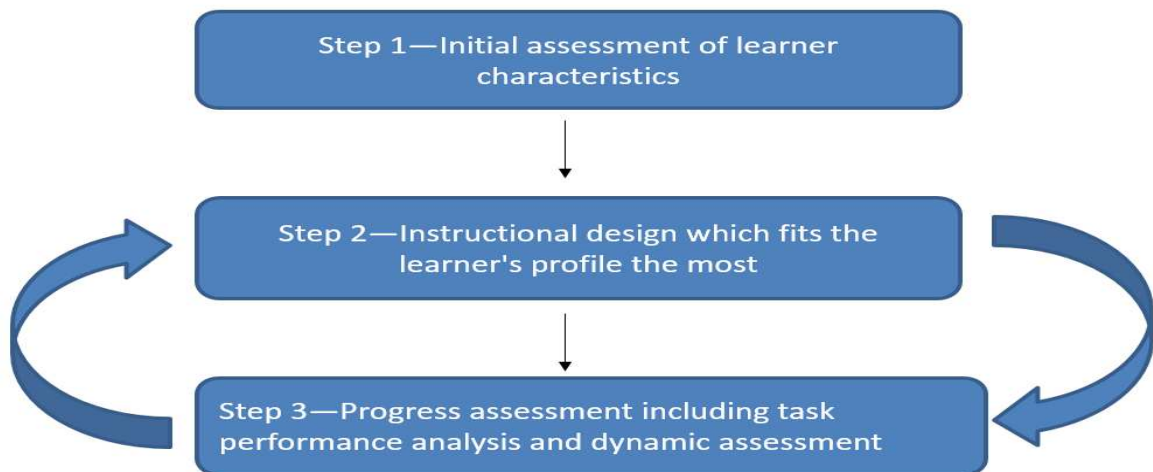 Step 1—Initial assessment of learner
characteristics
Step 2—Instructional design which fits the
learner's profile the most
Step 3—Progress assessment including task
performance analysis and dynamic assessment